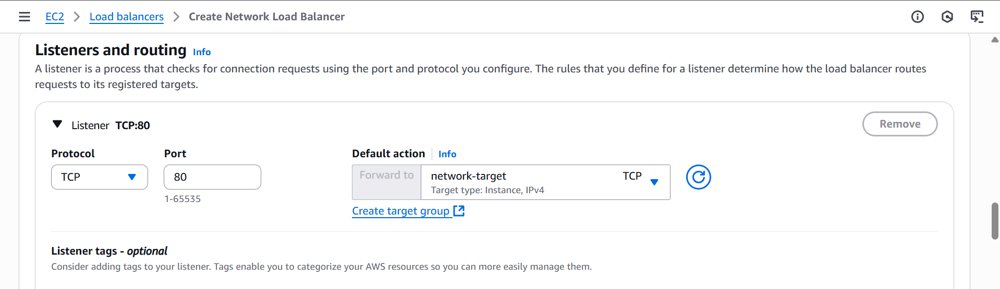 EC2 > Load balancers > Create Network Load Balancer
Listeners and routing Info
A listener is a process that checks for connection requests using the port and protocol you configure. The rules that you define for a listener determine how the load balancer routes
requests to its registered targets.
Listener TCP:80
Remove
Protocol Port Default action Info
TCP 80 Forward to network-target TCP
Target type: Instance, IPv4
1-65535
Create target group
Listener tags - optional
Consider adding tags to your listener. Tags enable you to categorize your AWS resources so you can more easily manage them.